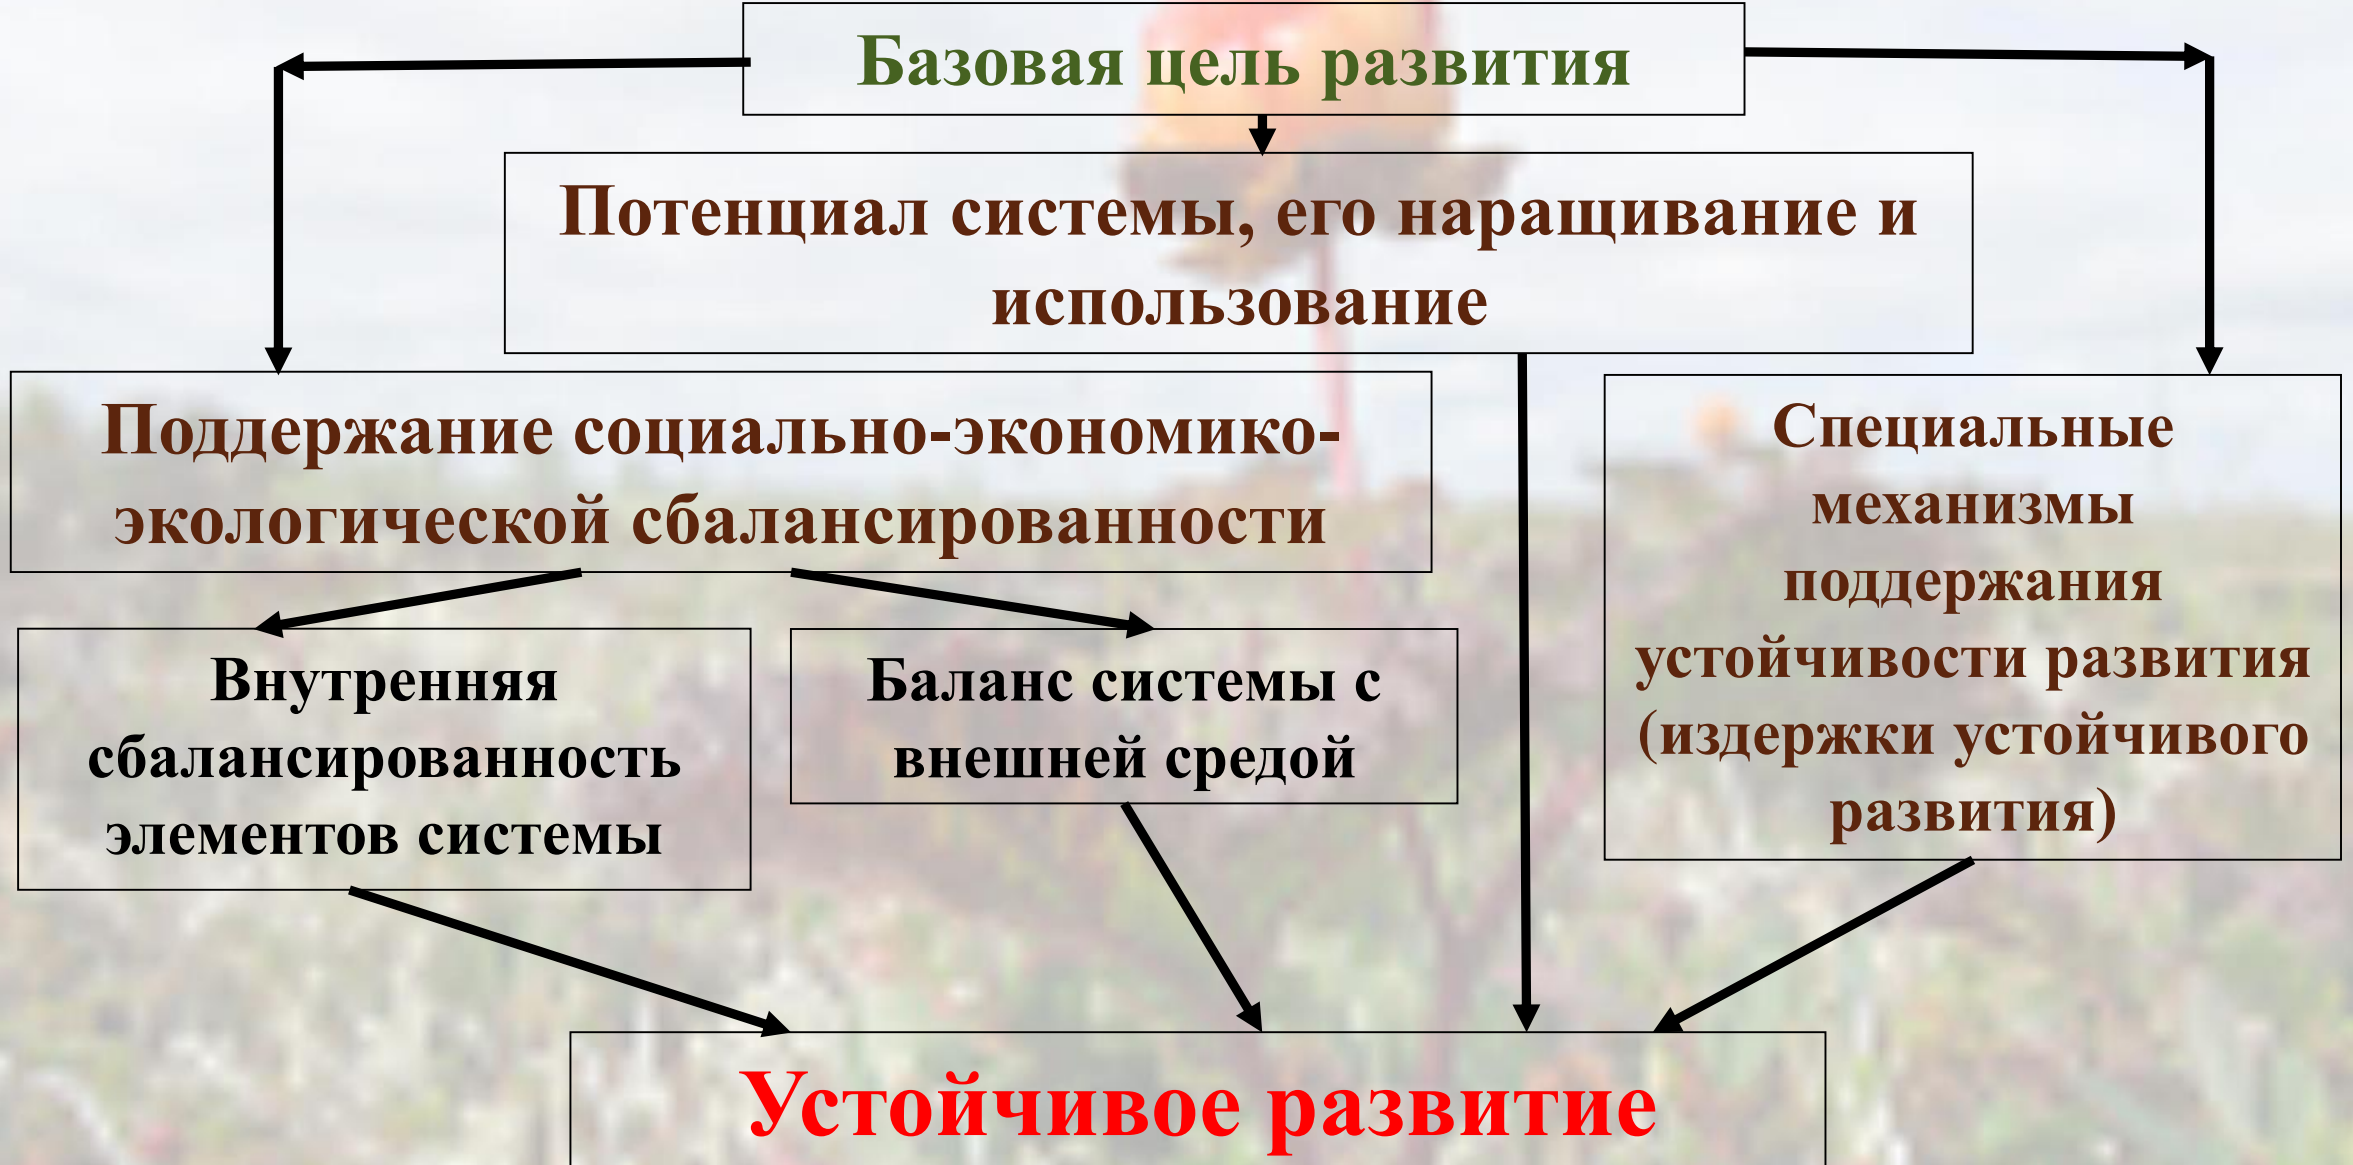 Базовая цель развития
Потенциал системы, его наращивание и
использование
Поддержание социально-экономико-
экологической сбалансированности
Специальные
механизмы
поддержания
устойчивости развития
(издержки устойчивого
развития)
Внутренняя
сбалансированность
элементов системы
Баланс системы с
внешней средой
Устойчивое развитие